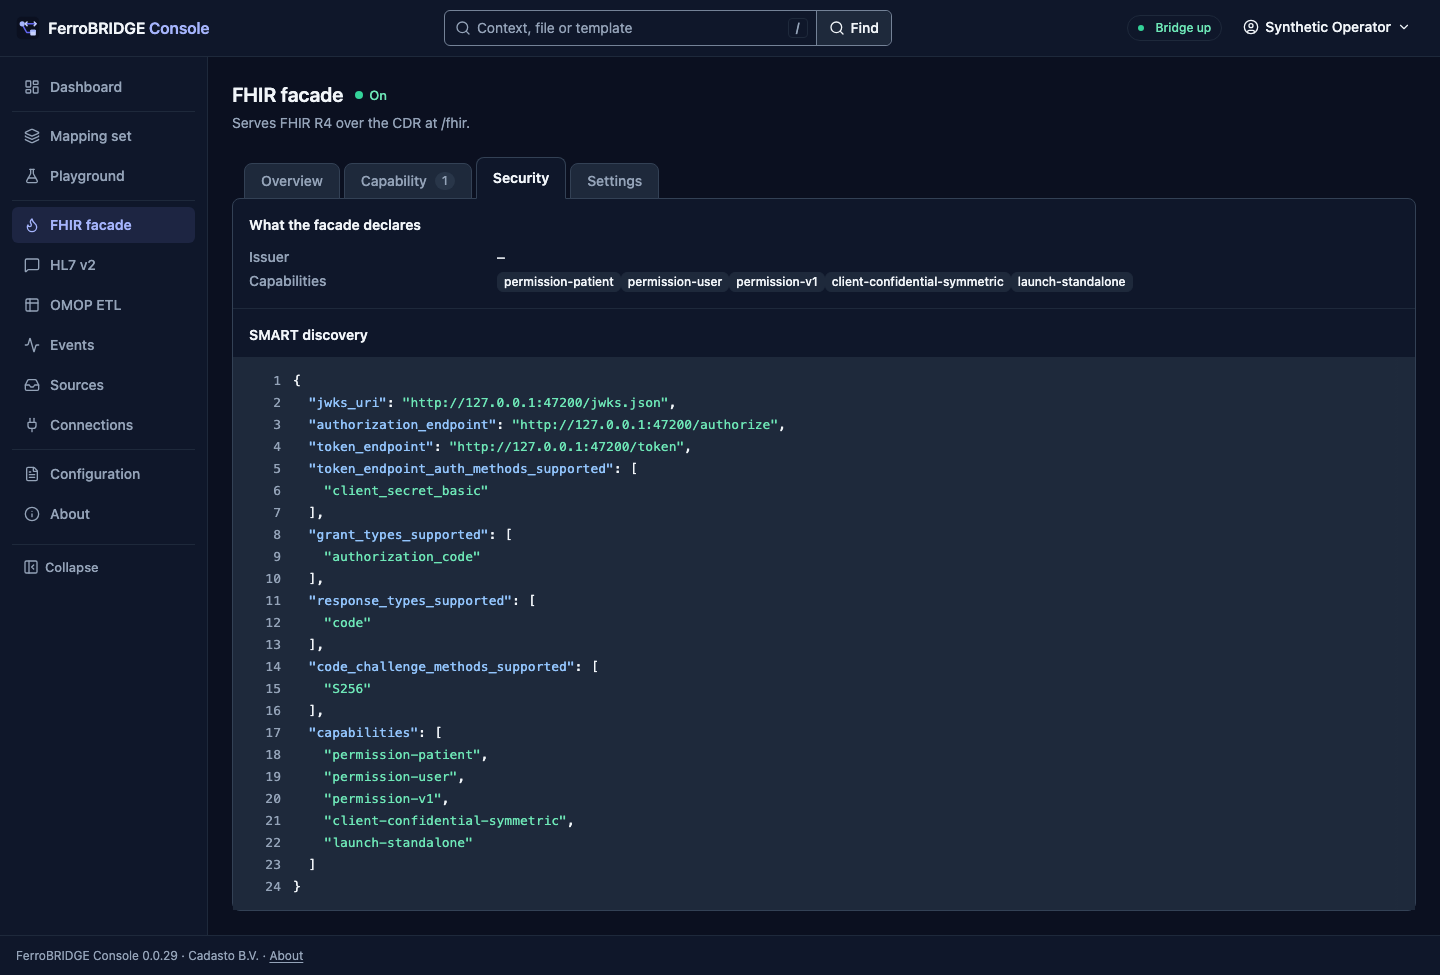 FerroBRIDGE Console
Context, file or template
/
Find
Bridge up
Synthetic Operator
Dashboard
Mapping set
Playground
FHIR facade
HL7 v2
OMOP ETL
Events
Sources
Connections
Configuration
About
Collapse
FHIR facade
On
Serves FHIR R4 over the CDR at /fhir.
Overview
Capability 1
Security
Settings
What the facade declares
Issuer –
Capabilities permission-patient permission-user permission-v1 client-confidential-symmetric launch-standalone
SMART discovery
1 {
2 "jwks_uri": "http://127.0.0.1:47200/jwks.json",
3 "authorization_endpoint": "http://127.0.0.1:47200/authorize",
4 "token_endpoint": "http://127.0.0.1:47200/token",
5 "token_endpoint_auth_methods_supported": [
6 "client_secret_basic"
7 ],
8 "grant_types_supported": [
9 "authorization_code"
10 ],
11 "response_types_supported": [
12 "code"
13 ],
14 "code_challenge_methods_supported": [
15 "S256"
16 ],
17 "capabilities": [
18 "permission-patient",
19 "permission-user",
20 "permission-v1",
21 "client-confidential-symmetric",
22 "launch-standalone"
23 ]
24 }
FerroBRIDGE Console 0.0.29 · Cadasto B.V. · About